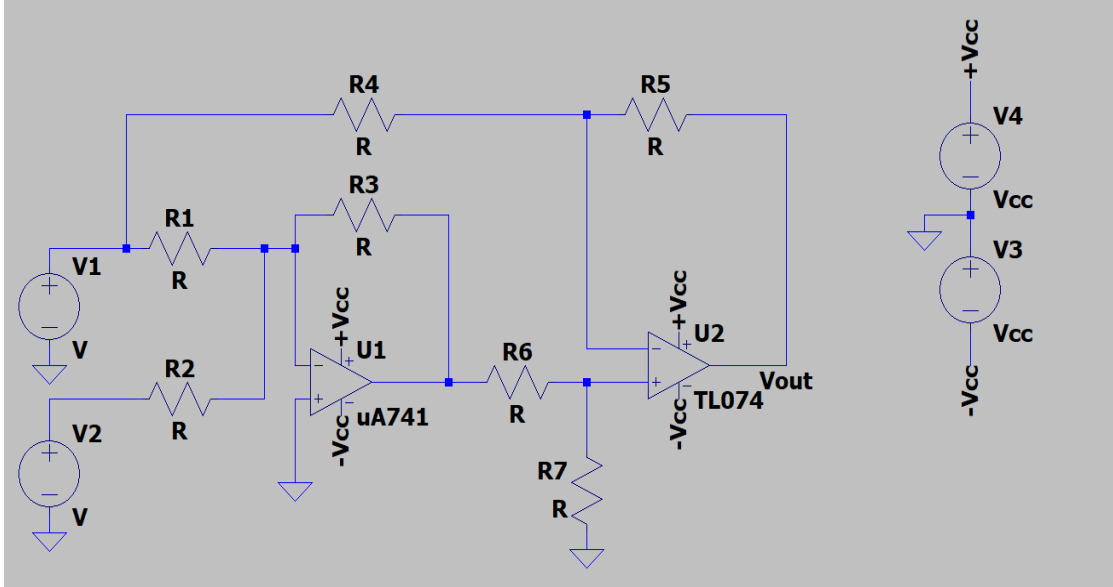 R4
R
R5
R
R3
R
R1
R
V1
V
R2
R
V2
V
+Vcc
-
+
+
-
U1
uA741
-Vcc
R6
R
R7
R
+Vcc
-
+
+
-
U2
TL074
-Vcc
Vout
+Vcc
V4
Vcc
V3
Vcc
-Vcc